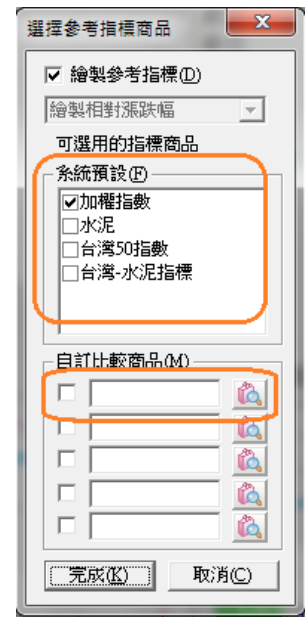 選擇參考指標商品
繪製參考指標(D)
繪製相對漲跌幅
可選用的指標商品
系統預設(F)
加權指數
水泥
台灣50指數
台灣-水泥指標
自訂比較商品(M)
完成(K) 取消(C)